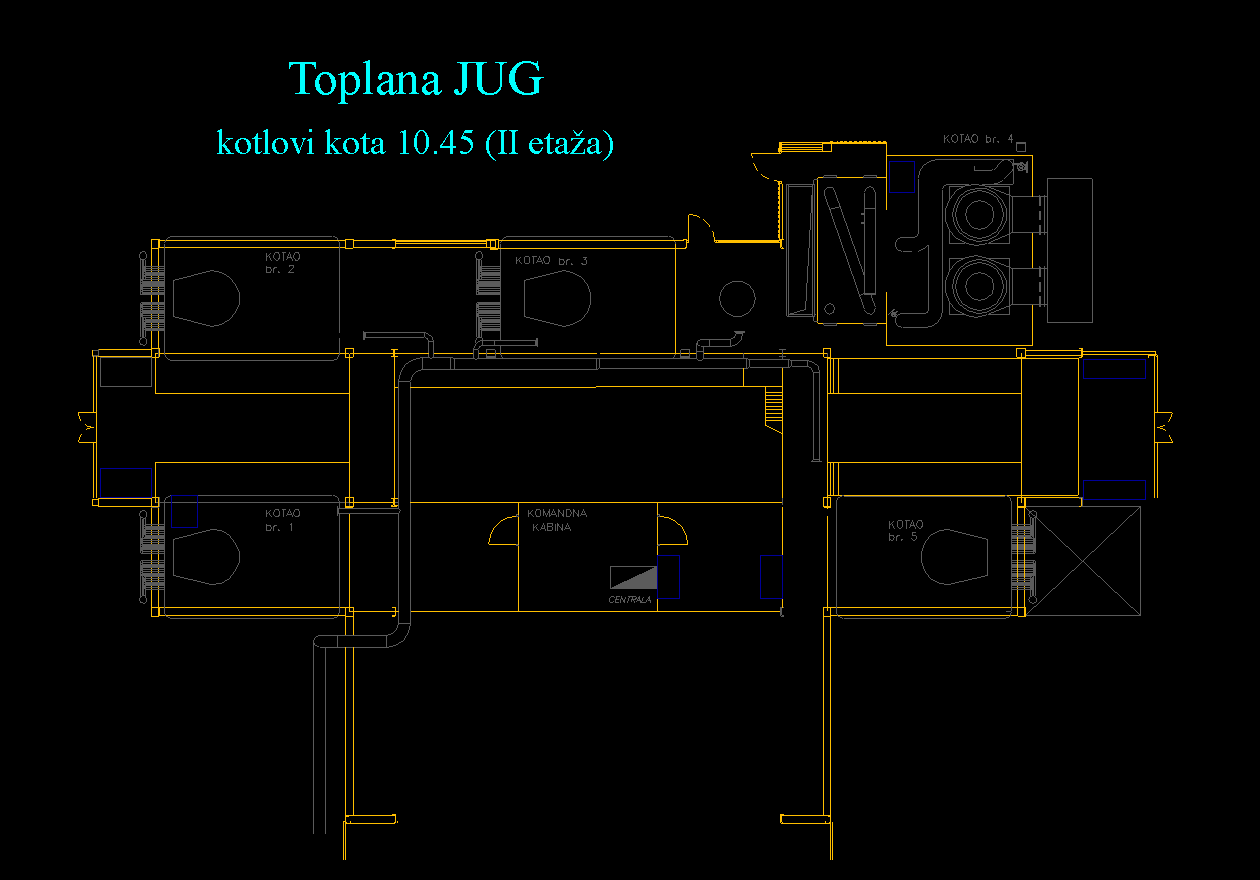 Toplana JUG
kotlovi kota 10.45 (II etaža)
KOTAO br. 4
KOTAO
br. 2
KOTAO br. 3
KOTAO
br. 1
KOMANDNA
KABINA
KOTAO
br. 5
CENTRALA